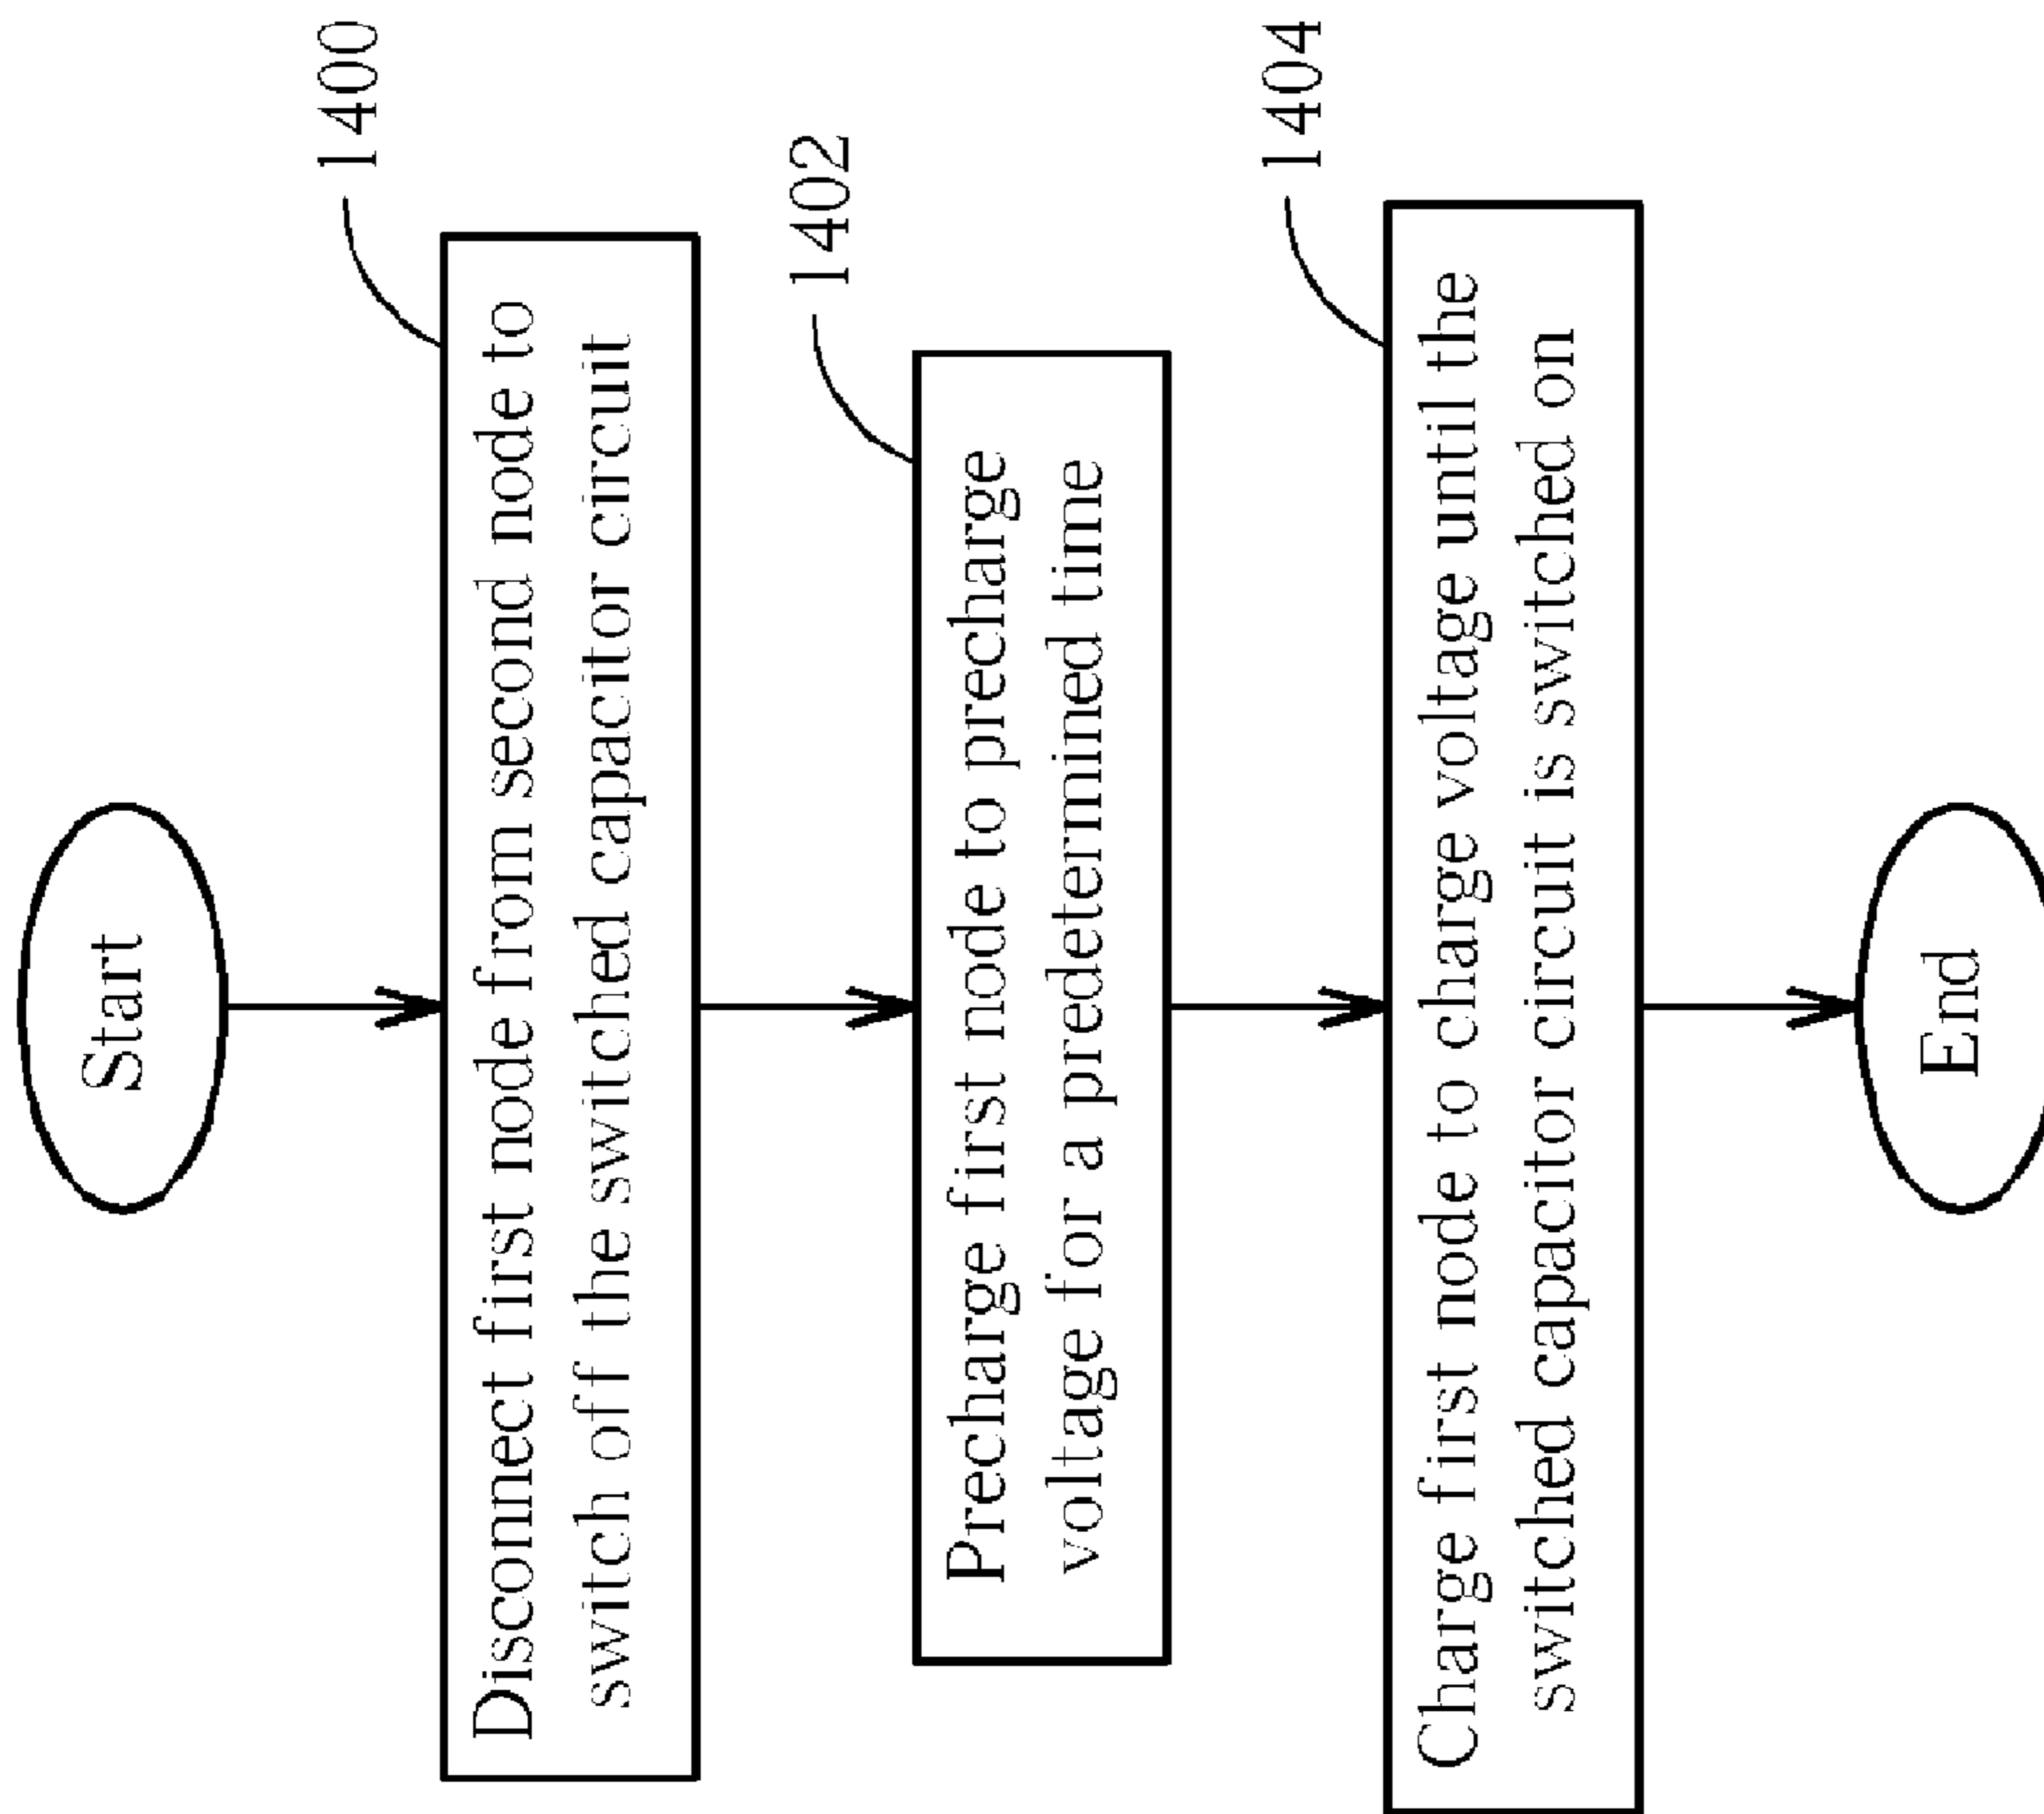 Start
1400
Disconnect first node from second node to
switch off the switched capacitor circuit
1402
Precharge first node to precharge
voltage for a predetermined time
1404
Charge first node to charge voltage until the
switched capacitor circuit is switched on
End